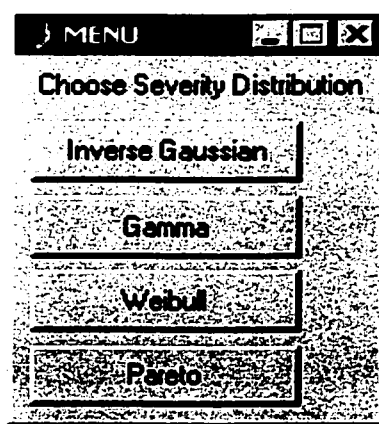 MENU
Choose Severity Distribution
Inverse Gaussian
Gamma
Weibull
Pareto